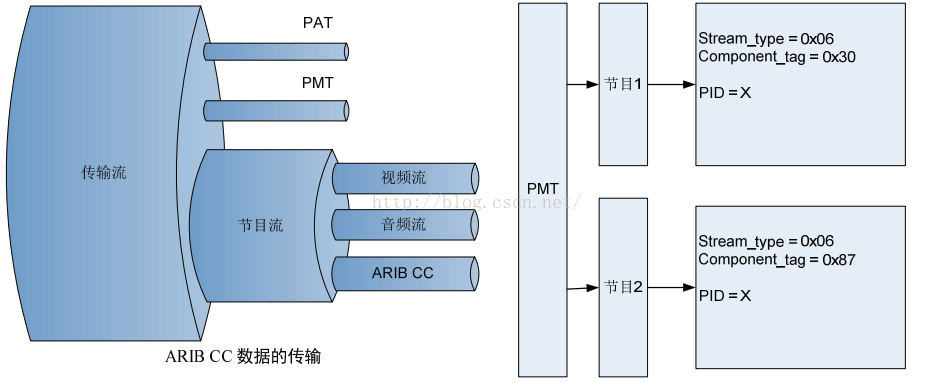 PAT
PMT
传输流
节目流
视频流
音频流
ARIB CC
ARIB CC 数据的传输
http://blog.csdn.net/
PMT
节目1
Stream_type = 0x06
Component_tag = 0x30
PID = X
节目2
Stream_type = 0x06
Component_tag = 0x87
PID = X